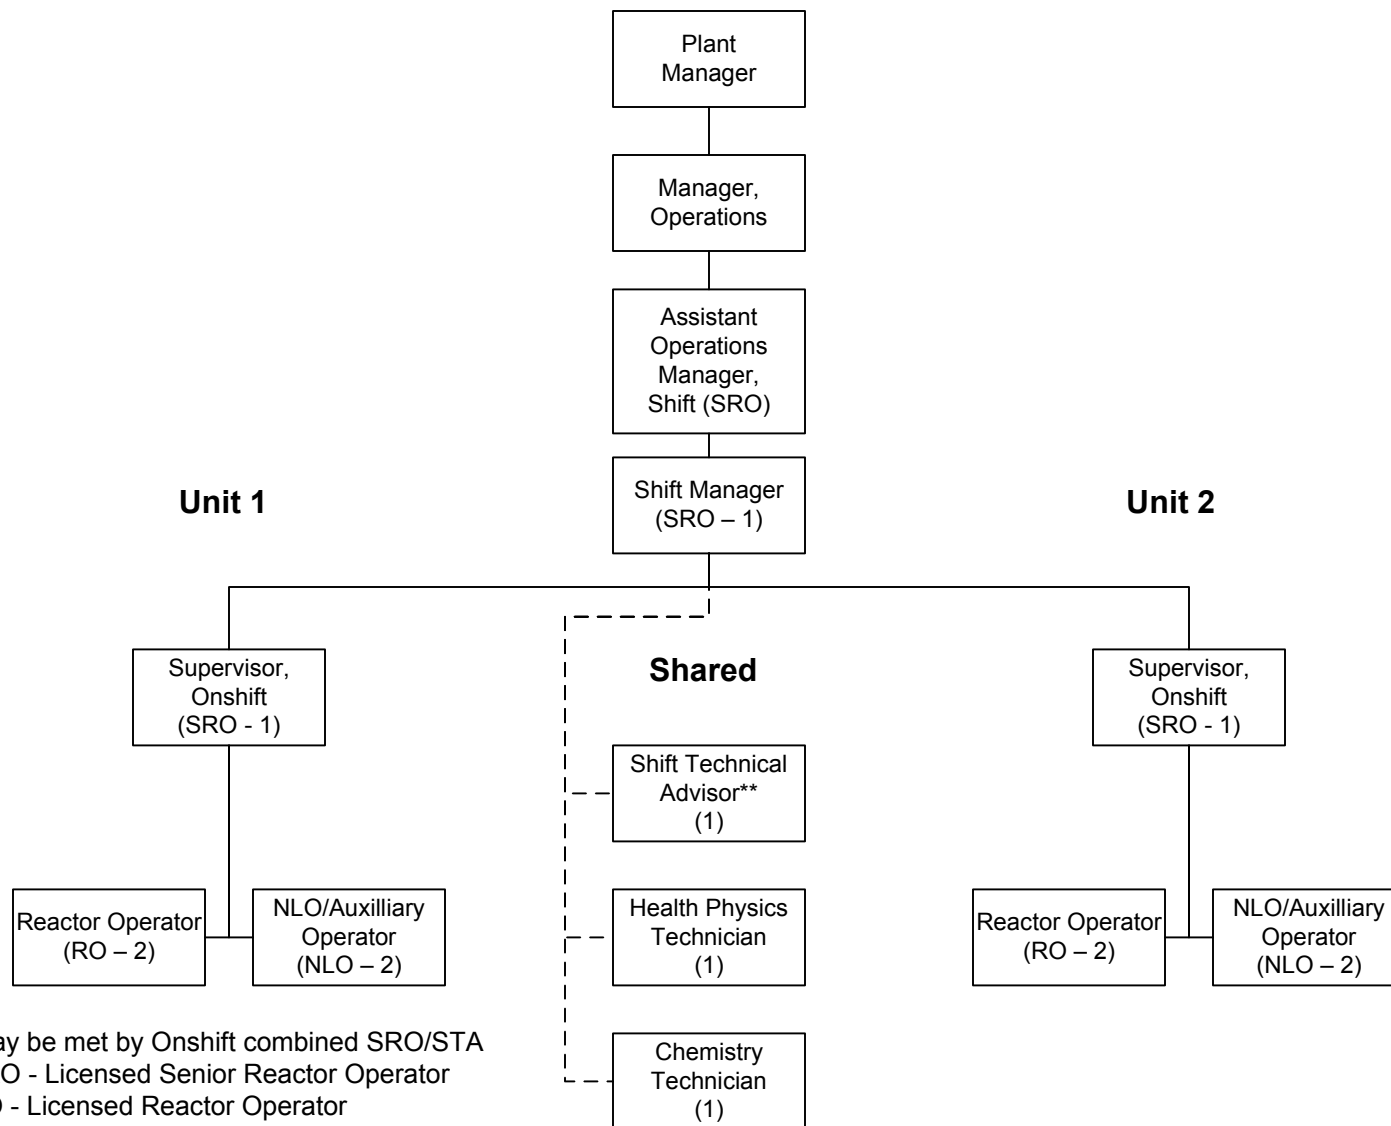 Plant
Manager
Manager,
Operations
Assistant
Operations
Manager,
Shift (SRO)
Shift Manager
(SRO – 1)
Unit 1
Unit 2
Supervisor,
Onshift
(SRO - 1)
Shared
Supervisor,
Onshift
(SRO - 1)
Shift Technical
Advisor**
(1)
Reactor Operator
(RO – 2)
NLO/Auxilliary
Operator
(NLO – 2)
Health Physics
Technician
(1)
Reactor Operator
(RO – 2)
NLO/Auxilliary
Operator
(NLO – 2)
Chemistry
Technician
(1)
be met by Onshift combined SRO/STA
- Licensed Senior Reactor Operator
- Licensed Reactor Operator